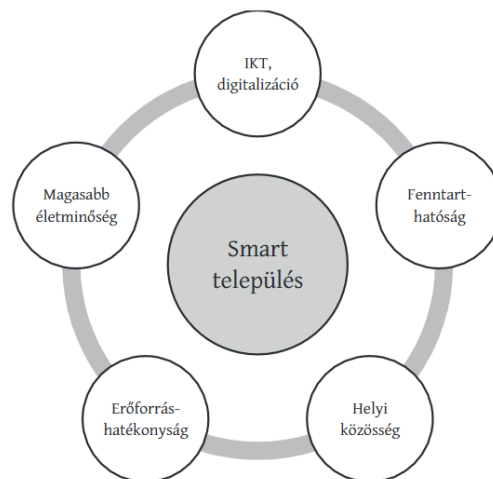 IKT,
digitalizáció
Magasabb
életminőség
Fenntart-
hatóság
Smart
település
Erőforrás-
hatékonyság
Helyi
közösség